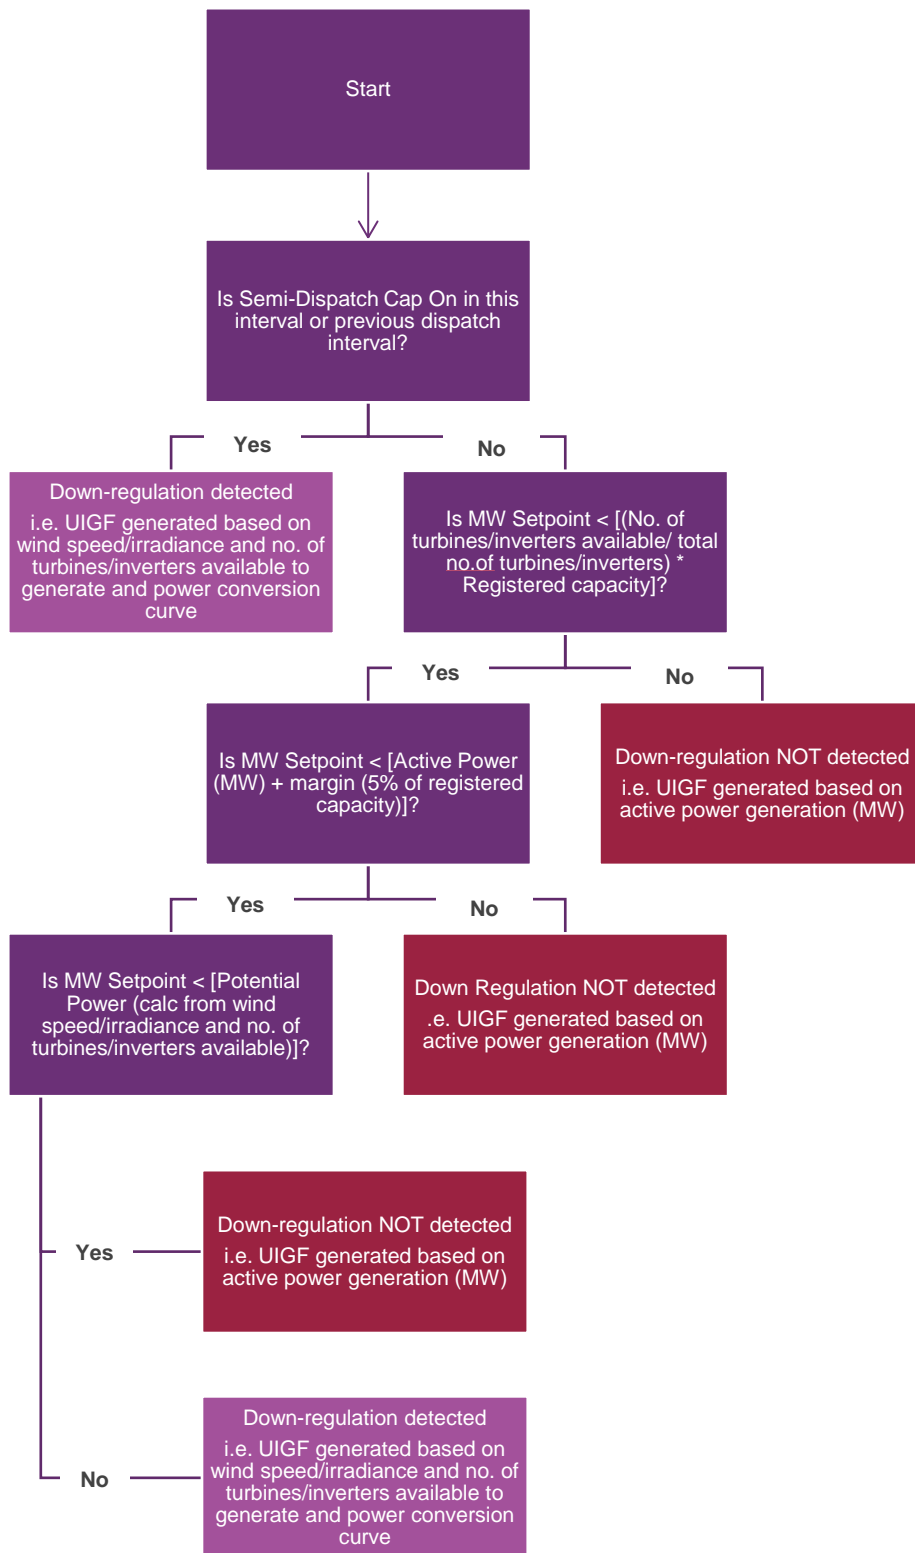 Start
Is Semi-Dispatch Cap On in this
interval or previous dispatch
interval?
Yes
No
Down-regulation detected
i.e. UIGF generated based on
wind speed/irradiance and no. of
turbines/inverters available to
generate and power conversion
curve
Is MW Setpoint < [(No. of
turbines/inverters available/ total
no.of turbines/inverters) *
Registered capacity]?
Yes
No
Is MW Setpoint < [Active Power
(MW) + margin (5% of registered
capacity)]?
Down-regulation NOT detected
i.e. UIGF generated based on
active power generation (MW)
Yes
No
Is MW Setpoint < [Potential
Power (calc from wind
speed/irradiance and no. of
turbines/inverters available)]?
Down Regulation NOT detected
.e. UIGF generated based on
active power generation (MW)
Yes
Down-regulation NOT detected
i.e. UIGF generated based on
active power generation (MW)
No
Down-regulation detected
i.e. UIGF generated based on
wind speed/irradiance and no. of
turbines/inverters available to
generate and power conversion
curve